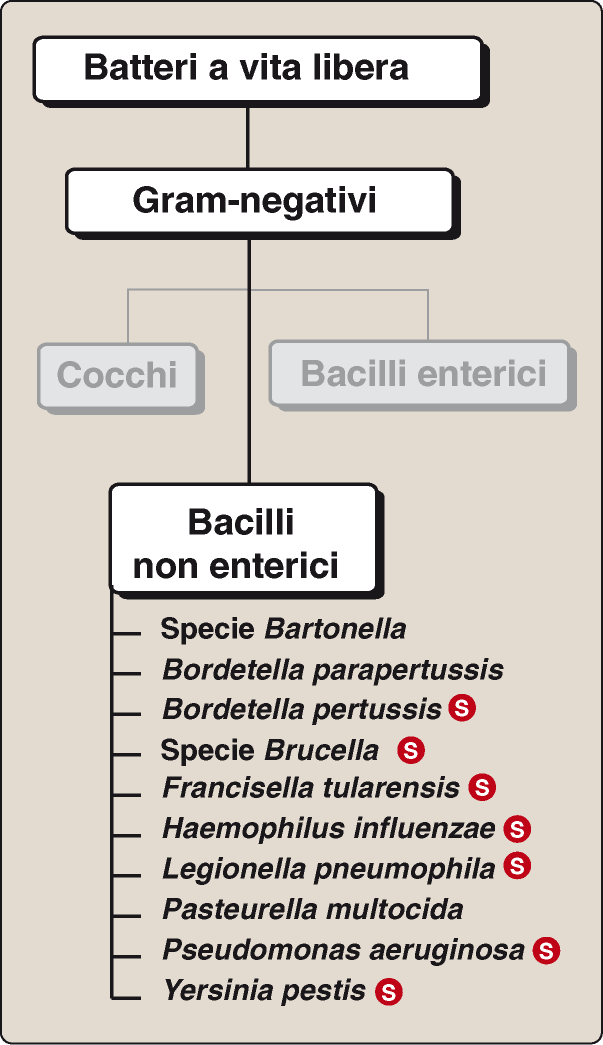 Batteri a vita libera
Gram-negativi
Cocchi
Bacilli enterici
Bacilli
non enterici
Specie Bartonella
Bordetella parapertussis
Bordetella pertussis S
Specie Brucella S
Francisella tularensis S
Haemophilus influenzae S
Legionella pneumophila S
Pasteurella multocida
Pseudomonas aeruginosa S
Yersinia pestis S